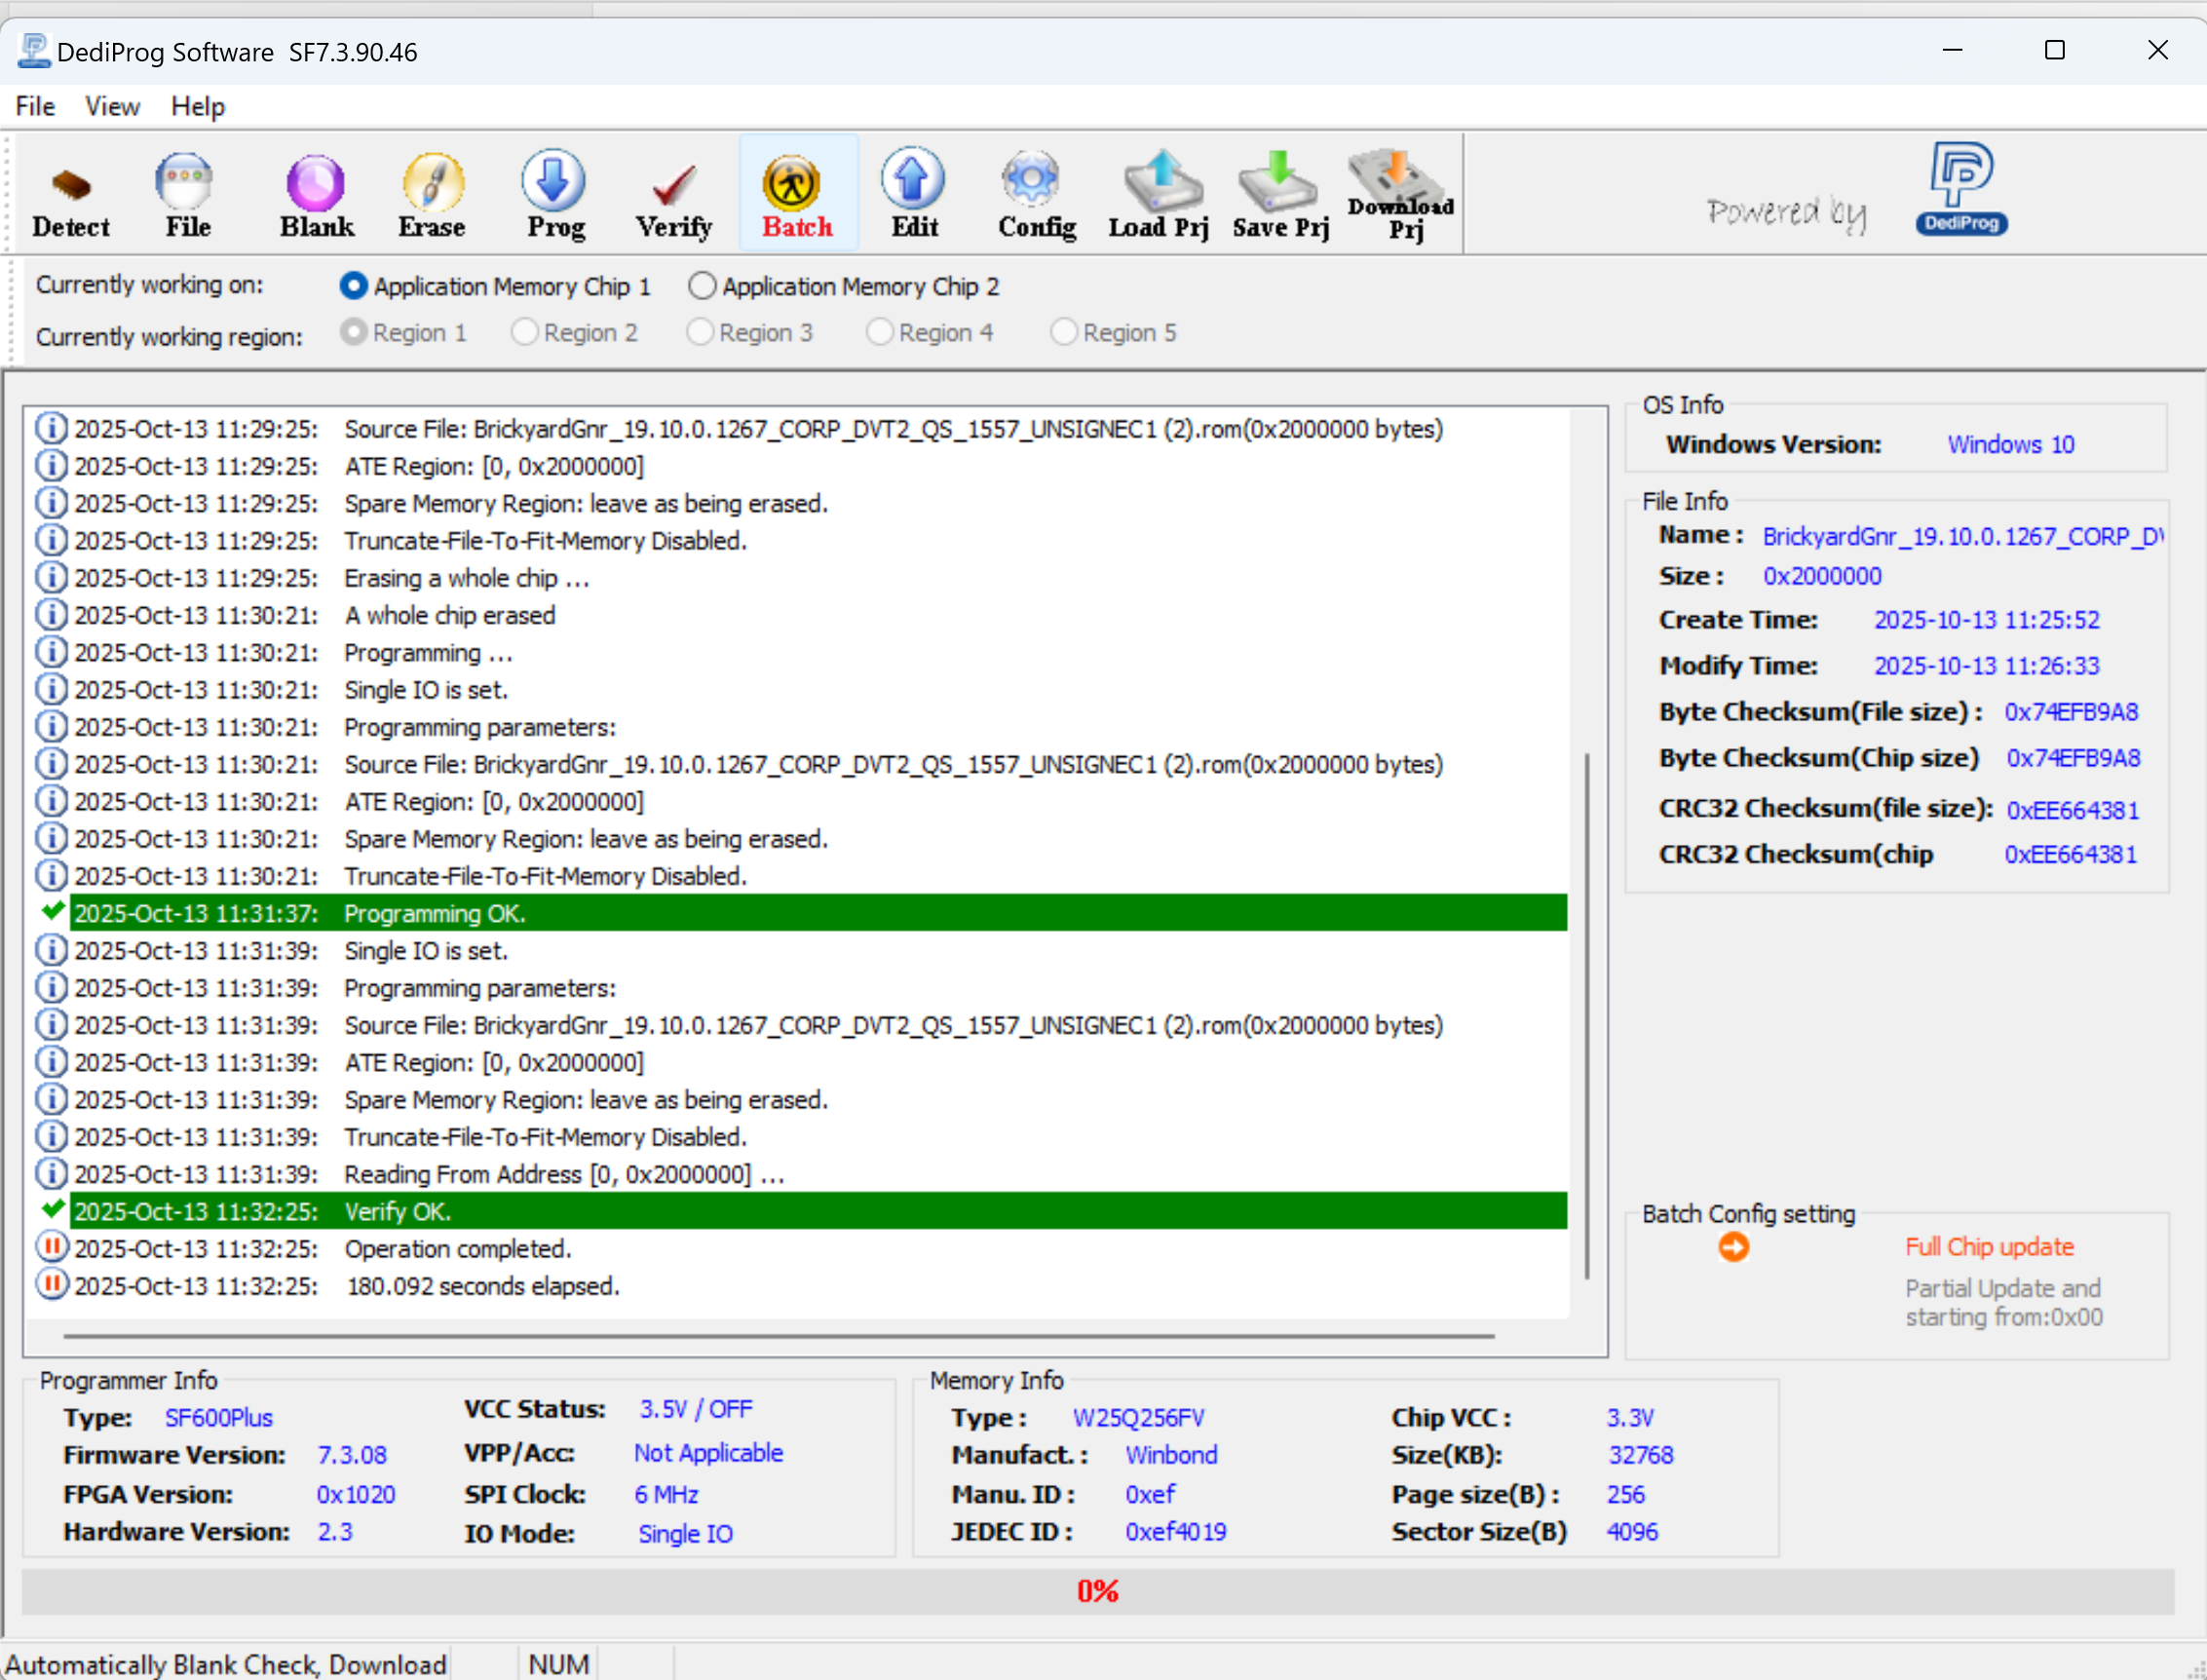 DediProg Software SF7.3.90.46
File View Help
Detect File Blank Erase Prog Verify Batch Edit Config Load Prj Save Prj Download Prj
Powered by DediProg
Currently working on: Application Memory Chip 1 Application Memory Chip 2
Currently working region: Region 1 Region 2 Region 3 Region 4 Region 5
2025-Oct-13 11:29:25: Source File: BrickyardGnr_19.10.0.1267_CORP_DVT2_QS_1557_UNSIGNEC1 (2).rom(0x2000000 bytes)
2025-Oct-13 11:29:25: ATE Region: [0, 0x2000000]
2025-Oct-13 11:29:25: Spare Memory Region: leave as being erased.
2025-Oct-13 11:29:25: Truncate-File-To-Fit-Memory Disabled.
2025-Oct-13 11:29:25: Erasing a whole chip ...
2025-Oct-13 11:30:21: A whole chip erased
2025-Oct-13 11:30:21: Programming ...
2025-Oct-13 11:30:21: Single IO is set.
2025-Oct-13 11:30:21: Programming parameters:
2025-Oct-13 11:30:21: Source File: BrickyardGnr_19.10.0.1267_CORP_DVT2_QS_1557_UNSIGNEC1 (2).rom(0x2000000 bytes)
2025-Oct-13 11:30:21: ATE Region: [0, 0x2000000]
2025-Oct-13 11:30:21: Spare Memory Region: leave as being erased.
2025-Oct-13 11:30:21: Truncate-File-To-Fit-Memory Disabled.
2025-Oct-13 11:31:37: Programming OK.
2025-Oct-13 11:31:39: Single IO is set.
2025-Oct-13 11:31:39: Programming parameters:
2025-Oct-13 11:31:39: Source File: BrickyardGnr_19.10.0.1267_CORP_DVT2_QS_1557_UNSIGNEC1 (2).rom(0x2000000 bytes)
2025-Oct-13 11:31:39: ATE Region: [0, 0x2000000]
2025-Oct-13 11:31:39: Spare Memory Region: leave as being erased.
2025-Oct-13 11:31:39: Truncate-File-To-Fit-Memory Disabled.
2025-Oct-13 11:31:39: Reading From Address [0, 0x2000000] ...
2025-Oct-13 11:32:25: Verify OK.
2025-Oct-13 11:32:25: Operation completed.
2025-Oct-13 11:32:25: 180.092 seconds elapsed.
OS Info
Windows Version: Windows 10
File Info
Name : BrickyardGnr_19.10.0.1267_CORP_D
Size : 0x2000000
Create Time: 2025-10-13 11:25:52
Modify Time: 2025-10-13 11:26:33
Byte Checksum(File size) : 0x74EFB9A8
Byte Checksum(Chip size) 0x74EFB9A8
CRC32 Checksum(file size): 0xEE664381
CRC32 Checksum(chip 0xEE664381
Batch Config setting
Full Chip update
Partial Update and
starting from:0x00
Programmer Info
Type: SF600Plus
Firmware Version: 7.3.08
FPGA Version: 0x1020
Hardware Version: 2.3
VCC Status: 3.5V / OFF
VPP/Acc: Not Applicable
SPI Clock: 6 MHz
IO Mode: Single IO
Memory Info
Type : W25Q256FV
Manufact. : Winbond
Manu. ID : 0xef
JEDEC ID : 0xef4019
Chip VCC : 3.3V
Size(KB): 32768
Page size(B) : 256
Sector Size(B) 4096
0%
Automatically Blank Check, Download NUM